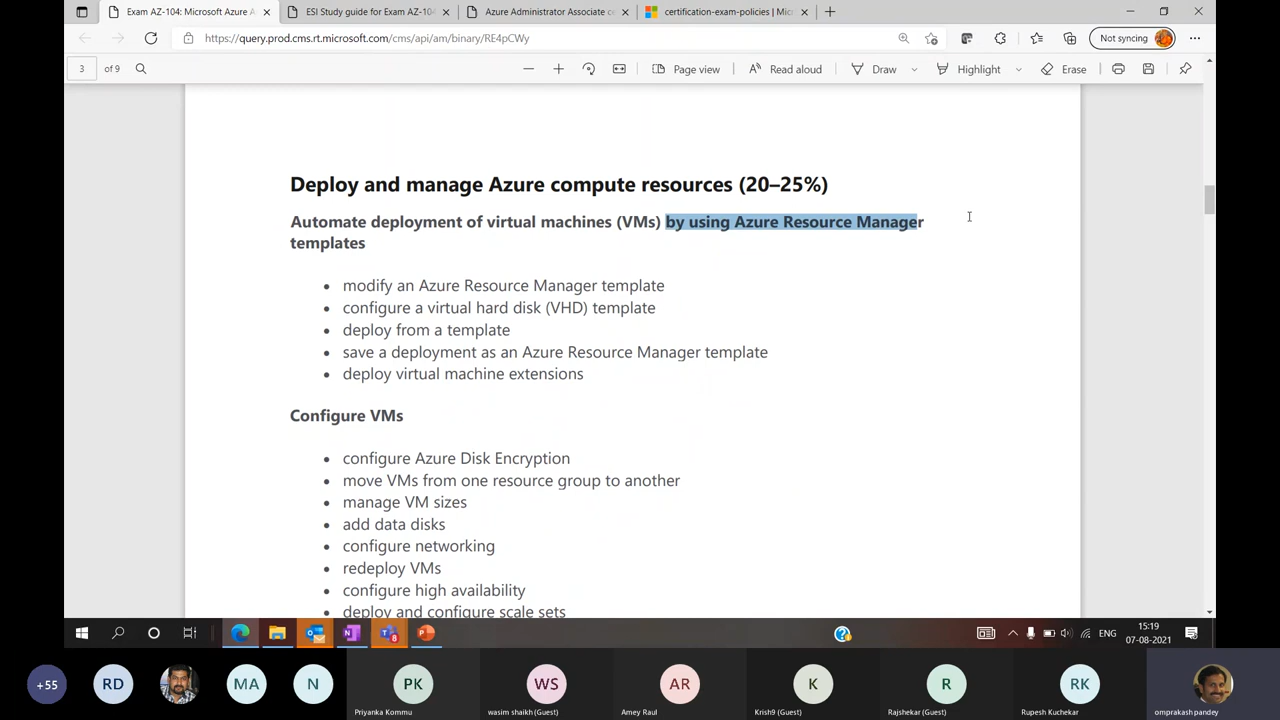 Exam AZ-104: Microsoft Azure A
ESI Study guide for Exam AZ-104
Azure Administrator Associate ce
certification-exam-policies | Mic
https://query.prod.cms.rt.microsoft.com/cms/api/am/binary/RE4pCWy
Not syncing
3 of 9
Page view
Read aloud
Draw
Highlight
Erase
Deploy and manage Azure compute resources (20–25%)
Automate deployment of virtual machines (VMs) by using Azure Resource Manager
templates
• modify an Azure Resource Manager template
• configure a virtual hard disk (VHD) template
• deploy from a template
• save a deployment as an Azure Resource Manager template
• deploy virtual machine extensions
Configure VMs
• configure Azure Disk Encryption
• move VMs from one resource group to another
• manage VM sizes
• add data disks
• configure networking
• redeploy VMs
• configure high availability
• deploy and configure scale sets
8
ENG
15:19
07-08-2021
+55
RD
MA
N
PK
WS
AR
K
R
RK
Priyanka Kommu
wasim shaikh (Guest)
Amey Raul
Krish9 (Guest)
Rajshekar (Guest)
Rupesh Kuchekar
omprakash pandey